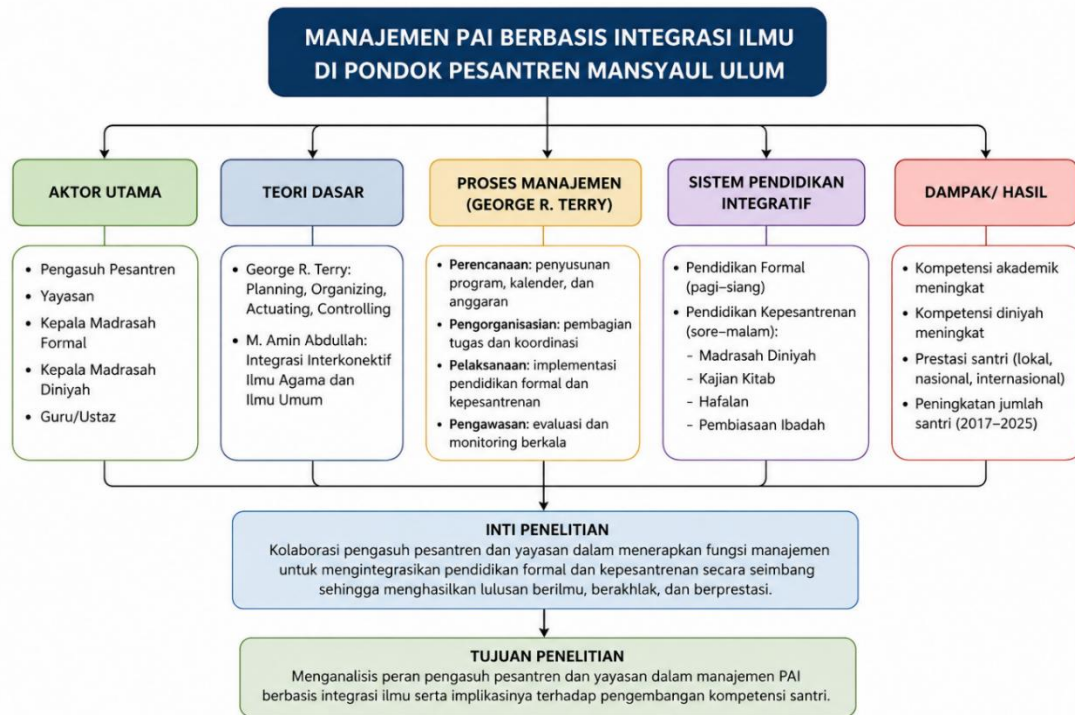 MANAJEMEN PAI BERBASIS INTEGRASI ILMU
DI PONDOK PESANTREN MANSYAUL ULUM
AKTOR UTAMA
• Pengasuh Pesantren
• Yayasan
• Kepala Madrasah
Formal
• Kepala Madrasah
Diniyah
• Guru/Ustaz
TEORI DASAR
• George R. Terry:
Planning, Organizing,
Actuating, Controlling
• M. Amin Abdullah:
Integrasi Interkonektif
Ilmu Agama dan
Ilmu Umum
PROSES MANAJEMEN
(GEORGE R. TERRY)
• Perencanaan: penyusunan
program, kalender, dan
anggaran
• Pengorganisasian: pembagian
tugas dan koordinasi
• Pelaksanaan: implementasi
pendidikan formal dan
kepesantrenan
• Pengawasan: evaluasi dan
monitoring berkala
SISTEM PENDIDIKAN
INTEGRATIF
• Pendidikan Formal
(pagi–siang)
• Pendidikan Kepesantrenan
(sore–malam):
- Madrasah Diniyah
- Kajian Kitab
- Hafalan
- Pembiasaan Ibadah
DAMPAK/ HASIL
• Kompetensi akademik
meningkat
• Kompetensi diniyah
meningkat
• Prestasi santri (lokal,
nasional, internasional)
• Peningkatan jumlah
santri (2017–2025)
INTI PENELITIAN
Kolaborasi pengasuh pesantren dan yayasan dalam menerapkan fungsi manajemen
untuk mengintegrasikan pendidikan formal dan kepesantrenan secara seimbang
sehingga menghasilkan lulusan berilmu, berakhlak, dan berprestasi.
TUJUAN PENELITIAN
Menganalisis peran pengasuh pesantren dan yayasan dalam manajemen PAI
berbasis integrasi ilmu serta implikasinya terhadap pengembangan kompetensi santri.